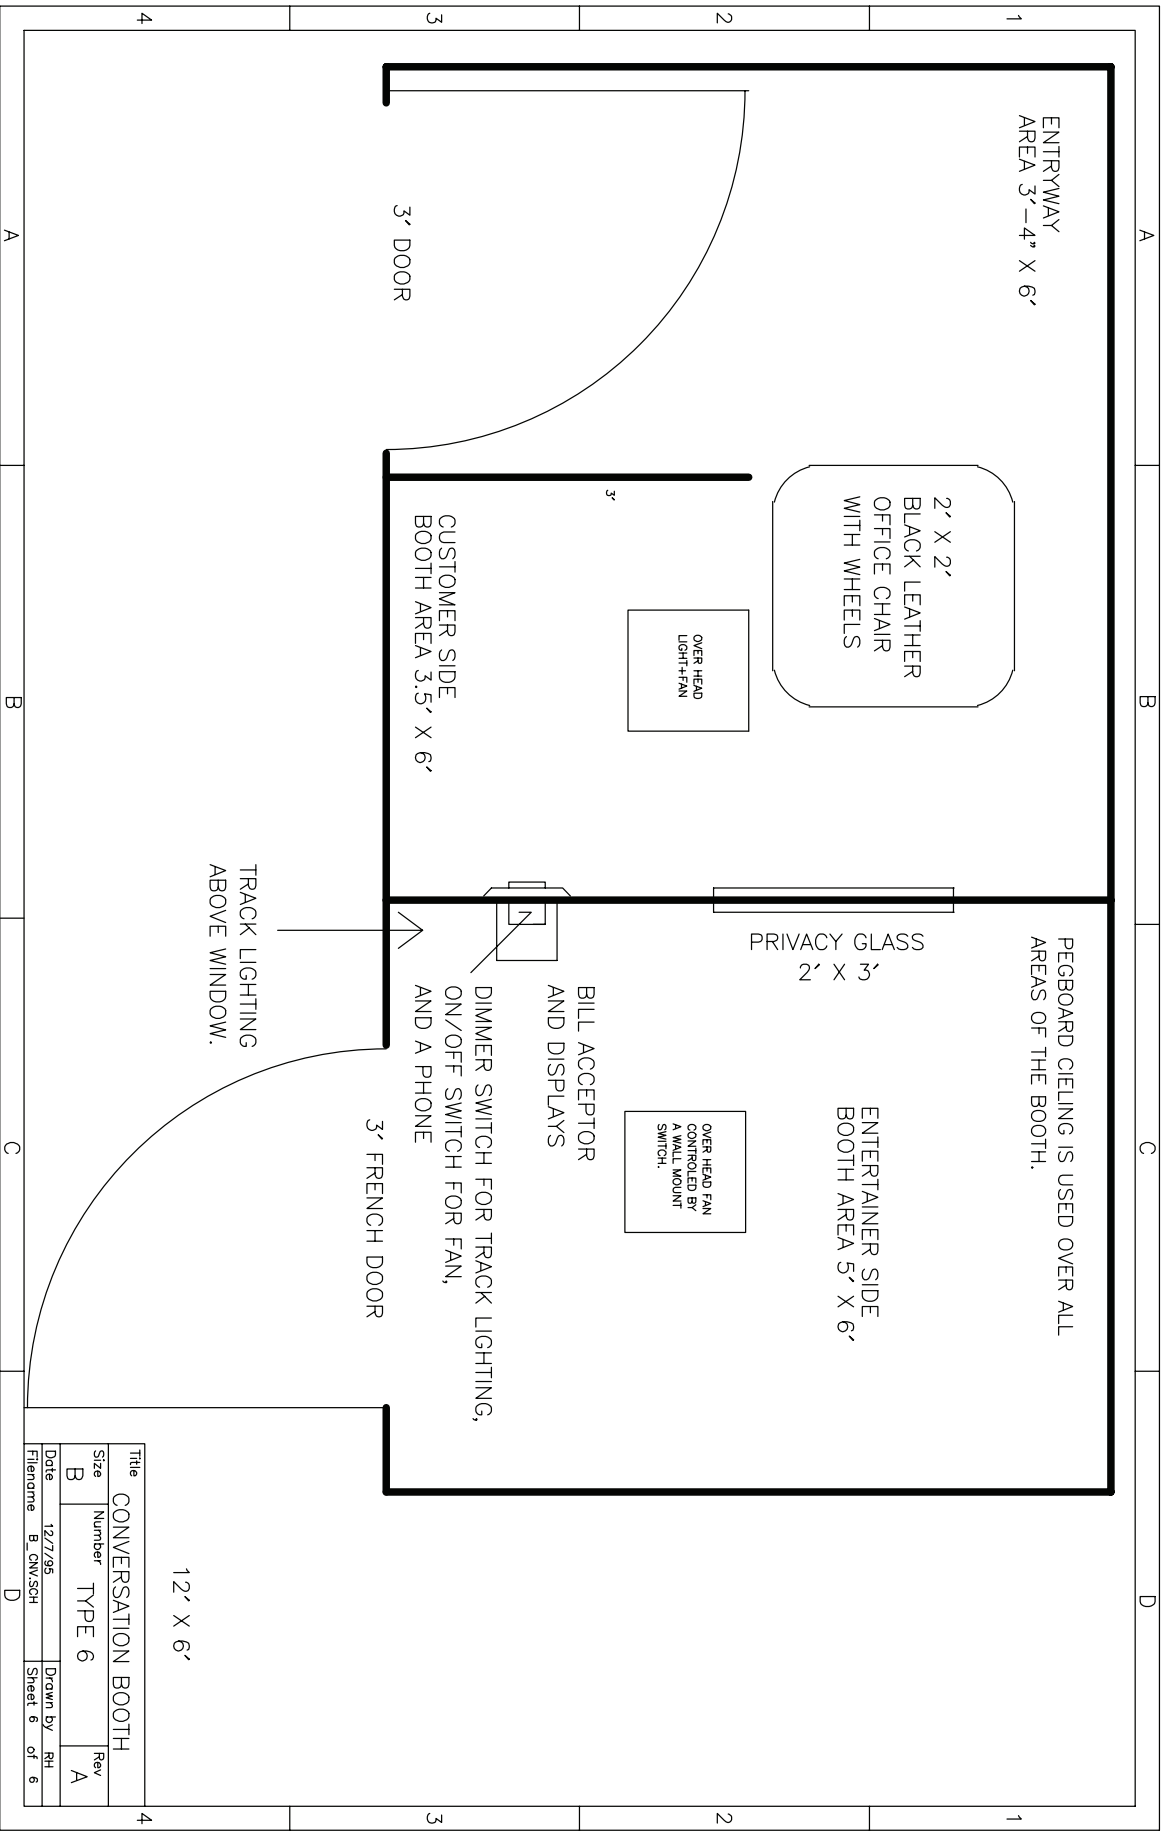 A
B
C
D
1
2
3
4
ENTRYWAY
AREA 3'-4" X 6'
PEGBOARD CIELING IS USED OVER ALL
AREAS OF THE BOOTH.
2' X 2'
BLACK LEATHER
OFFICE CHAIR
WITH WHEELS
PRIVACY GLASS
2' X 3'
ENTERTAINER SIDE
BOOTH AREA 5' X 6'
OVER HEAD
LIGHT+FAN
OVER HEAD FAN
CONTROLED BY
A WALL MOUNT
SWITCH.
3'
BILL ACCEPTOR
AND DISPLAYS
CUSTOMER SIDE
BOOTH AREA 3.5' X 6'
DIMMER SWITCH FOR TRACK LIGHTING,
ON/OFF SWITCH FOR FAN,
AND A PHONE
3' DOOR
3' FRENCH DOOR
TRACK LIGHTING
ABOVE WINDOW.
12' X 6'
Title CONVERSATION BOOTH
Size B Number TYPE 6 Rev A
Date 12/7/95 Drawn by RH
Filename B_CNV.SCH Sheet 6 of 6
1
2
3
4
A
B
C
D